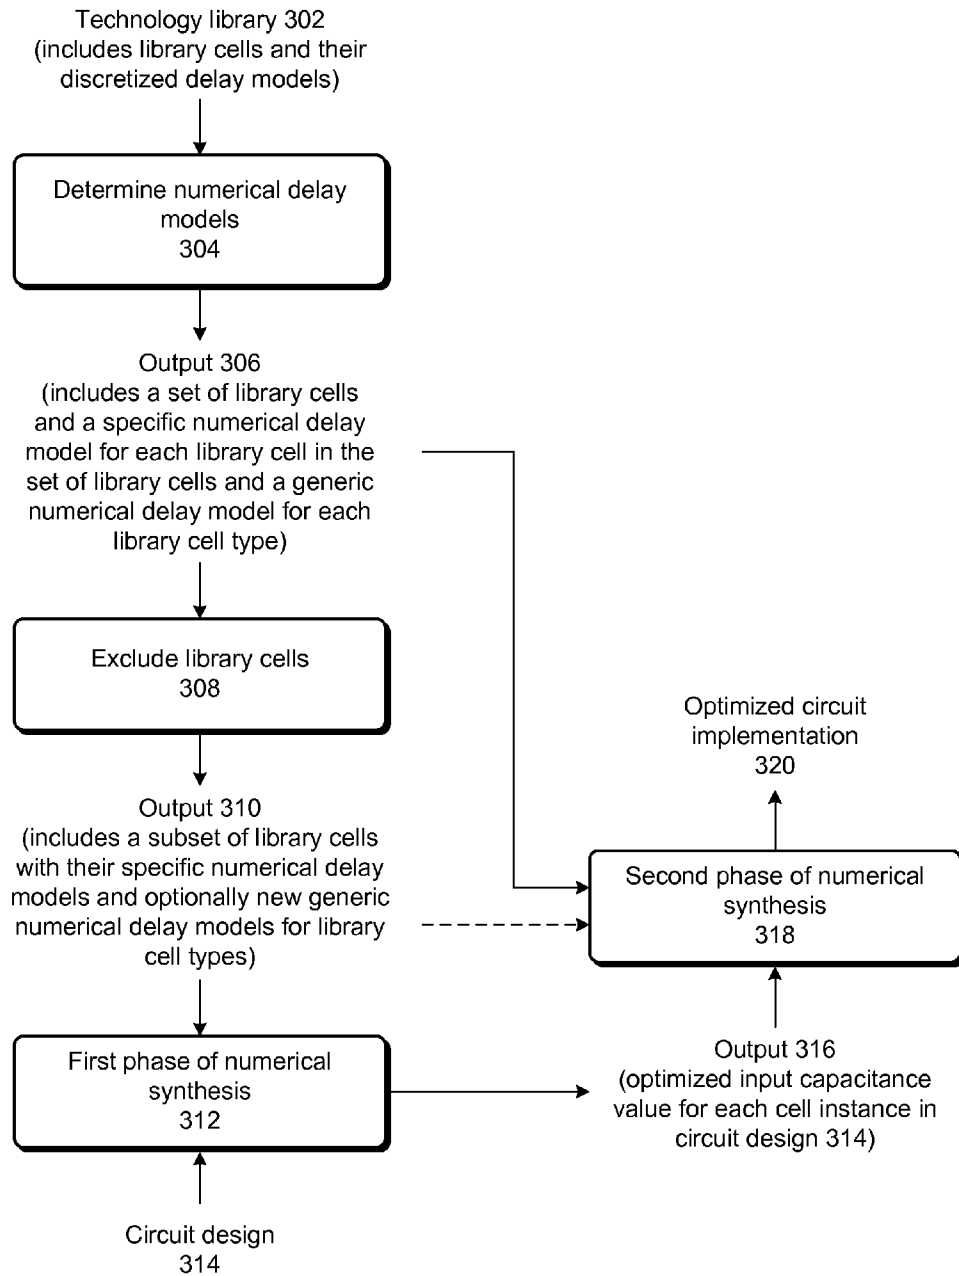 Technology library 302
(includes library cells and their
discretized delay models)
Determine numerical delay
models
304
Output 306
(includes a set of library cells
and a specific numerical delay
model for each library cell in the
set of library cells and a generic
numerical delay model for each
library cell type)
Exclude library cells
308
Output 310
(includes a subset of library cells
with their specific numerical delay
models and optionally new generic
numerical delay models for library
cell types)
First phase of numerical
synthesis
312
Circuit design
314
Optimized circuit
implementation
320
Second phase of numerical
synthesis
318
Output 316
(optimized input capacitance
value for each cell instance in
circuit design 314)